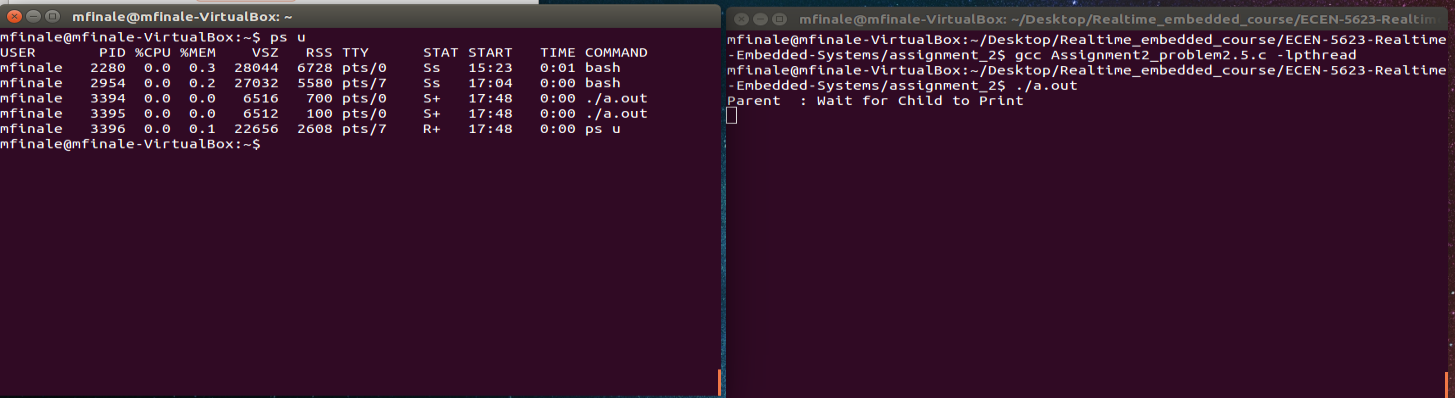 mfinale@mfinale-VirtualBox: ~
mfinale@mfinale-VirtualBox:~$ ps u
USER       PID %CPU %MEM    VSZ   RSS TTY      STAT START   TIME COMMAND
mfinale   2280  0.0  0.3  28044  6728 pts/0    Ss   15:23   0:01 bash
mfinale   2954  0.0  0.2  27032  5580 pts/7    Ss   17:04   0:00 bash
mfinale   3394  0.0  0.0   6516   700 pts/0    S+   17:48   0:00 ./a.out
mfinale   3395  0.0  0.0   6512   100 pts/0    S+   17:48   0:00 ./a.out
mfinale   3396  0.0  0.1  22656  2608 pts/7    R+   17:48   0:00 ps u
mfinale@mfinale-VirtualBox:~$
mfinale@mfinale-VirtualBox: ~/Desktop/Realtime_embedded_course/ECEN-5623-Realtim
mfinale@mfinale-VirtualBox:~/Desktop/Realtime_embedded_course/ECEN-5623-Realtime
-Embedded-Systems/assignment_2$ gcc Assignment2_problem2.5.c -lpthread
mfinale@mfinale-VirtualBox:~/Desktop/Realtime_embedded_course/ECEN-5623-Realtime
-Embedded-Systems/assignment_2$ ./a.out
Parent  : Wait for Child to Print